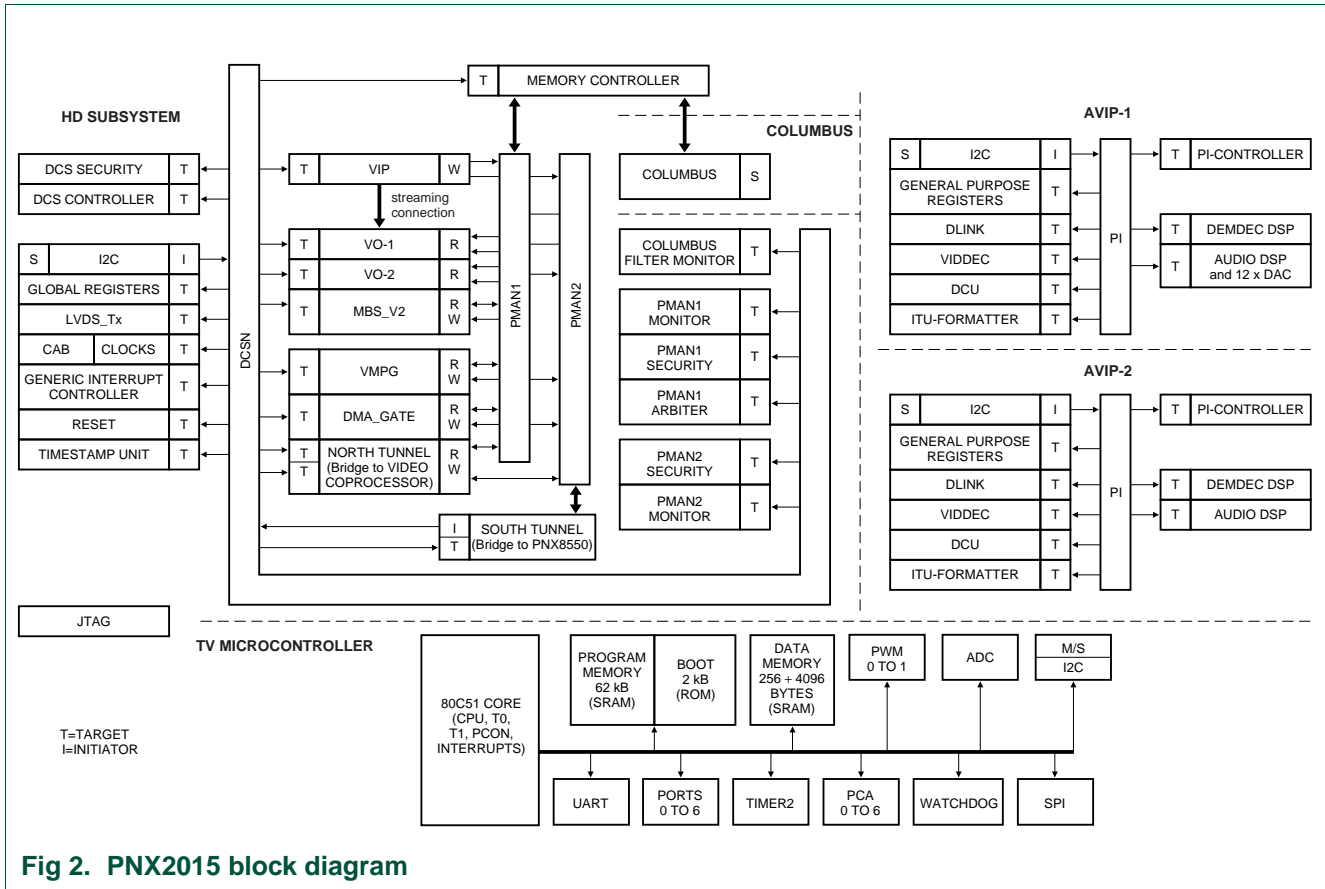 HD SUBSYSTEM
DCS SECURITY T
DCS CONTROLLER T
S I2C I
GLOBAL REGISTERS T
LVDS_Tx T
CAB CLOCKS T
GENERIC INTERRUPT
CONTROLLER T
RESET T
TIMESTAMP UNIT T
DCSN
T MEMORY CONTROLLER
T VIP W
streaming
connection
T VO-1 R
T VO-2 R
T MBS_V2 R
W
T VMPG R
W
T DMA_GATE R
W
T NORTH TUNNEL R
T (Bridge to VIDEO W
COPROCESSOR)
I SOUTH TUNNEL
T (Bridge to PNX8550)
PMAN1
PMAN2
COLUMBUS
COLUMBUS S
COLUMBUS
FILTER MONITOR T
PMAN1
MONITOR T
PMAN1
SECURITY T
PMAN1
ARBITER T
PMAN2
SECURITY T
PMAN2
MONITOR T
AVIP-1
S I2C I
GENERAL PURPOSE
REGISTERS T
DLINK T
VIDDEC T
DCU T
ITU-FORMATTER T
PI
T PI-CONTROLLER
T DEMDEC DSP
T AUDIO DSP
and 12 x DAC
AVIP-2
S I2C I
GENERAL PURPOSE
REGISTERS T
DLINK T
VIDDEC T
DCU T
ITU-FORMATTER T
PI
T PI-CONTROLLER
T DEMDEC DSP
T AUDIO DSP
JTAG
T=TARGET
I=INITIATOR
TV MICROCONTROLLER
80C51 CORE
(CPU, T0,
T1, PCON,
INTERRUPTS)
PROGRAM
MEMORY
62 kB
(SRAM)
BOOT
2 kB
(ROM)
DATA
MEMORY
256 + 4096
BYTES
(SRAM)
PWM
0 TO 1
ADC
M/S
I2C
UART
PORTS
0 TO 6
TIMER2
PCA
0 TO 6
WATCHDOG
SPI
Fig 2. PNX2015 block diagram